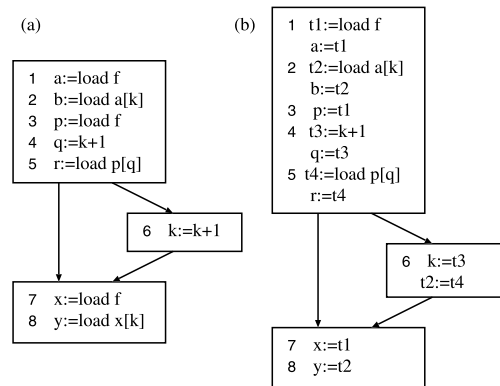 (a)
1 a:=load f
2 b:=load a[k]
3 p:=load f
4 q:=k+1
5 r:=load p[q]
6 k:=k+1
7 x:=load f
8 y:=load x[k]
(b)
1 t1:=load f
a:=t1
2 t2:=load a[k]
b:=t2
3 p:=t1
4 t3:=k+1
q:=t3
5 t4:=load p[q]
r:=t4
6 k:=t3
t2:=t4
7 x:=t1
8 y:=t2